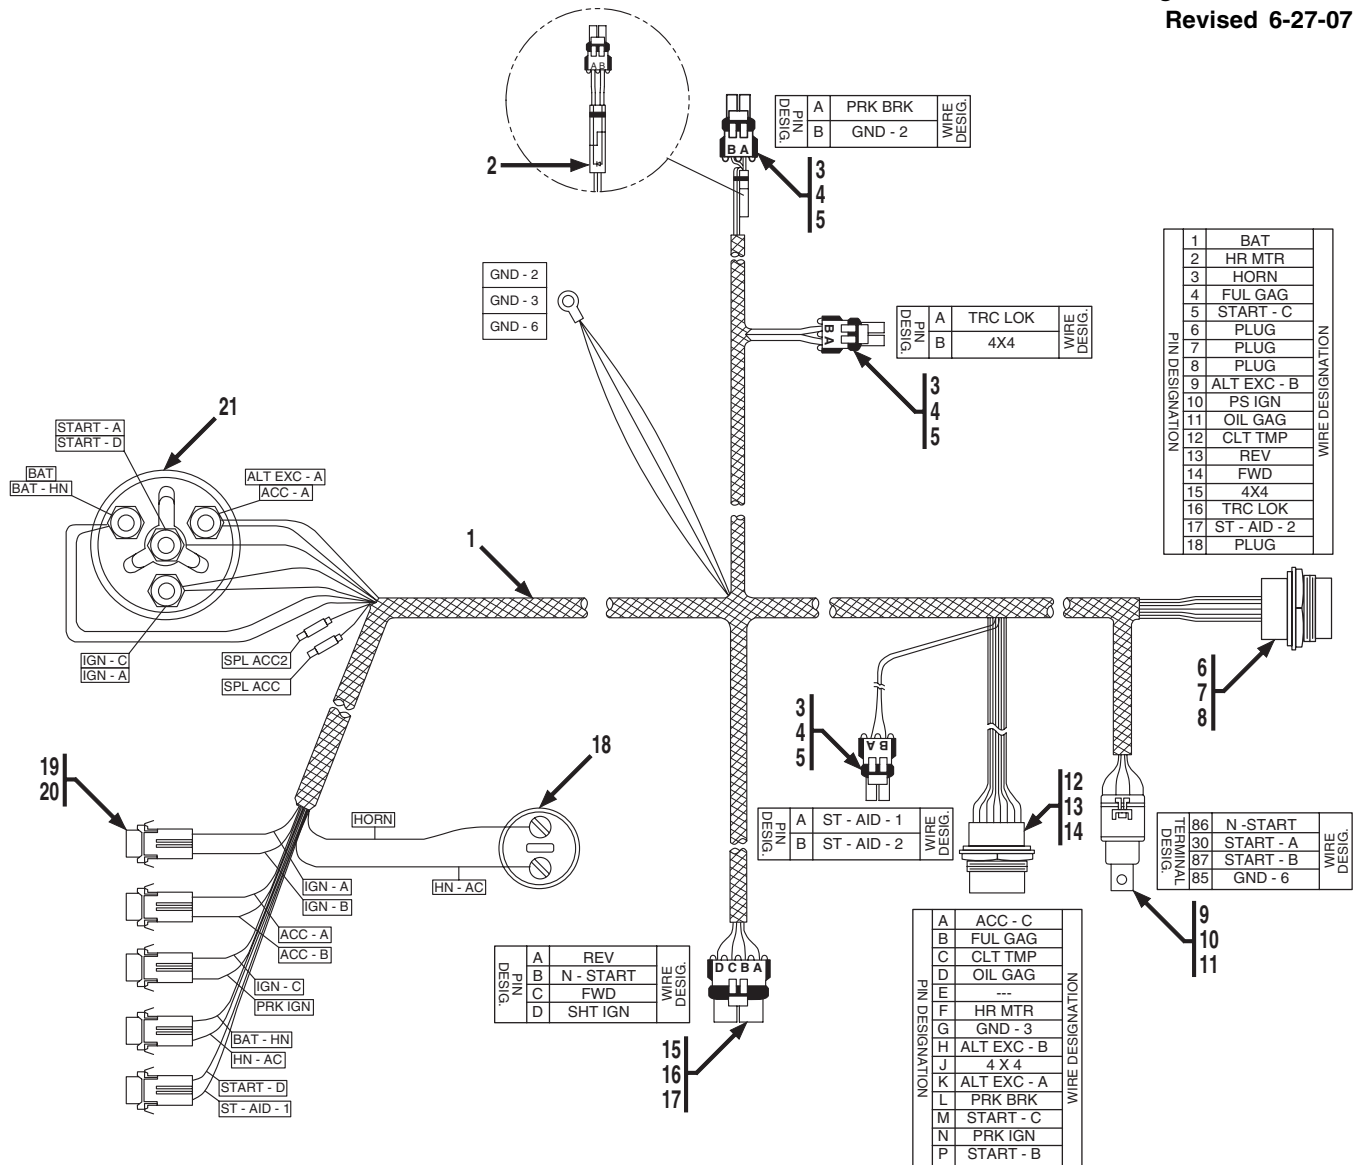 Revised 6-27-07
A B
2
B A
PIN DESIG.
A PRK BRK
B GND - 2
WIRE DESIG.
3
4
5
GND - 2
GND - 3
GND - 6
B A
PIN DESIG.
A TRC LOK
B 4X4
WIRE DESIG.
3
4
5
PIN DESIGNATION
1 BAT
2 HR MTR
3 HORN
4 FUL GAG
5 START - C
6 PLUG
7 PLUG
8 PLUG
9 ALT EXC - B
10 PS IGN
11 OIL GAG
12 CLT TMP
13 REV
14 FWD
15 4X4
16 TRC LOK
17 ST - AID - 2
18 PLUG
WIRE DESIGNATION
21
START - A
START - D
BAT
BAT - HN
ALT EXC - A
ACC - A
1
IGN - C
IGN - A
SPL ACC2
SPL ACC
6
7
8
3
4
5
B A
18
19
20
HORN
HN - AC
IGN - A
IGN - B
ACC - A
ACC - B
IGN - C
PRK IGN
BAT - HN
HN - AC
START - D
ST - AID - 1
PIN DESIG.
A ST - AID - 1
B ST - AID - 2
WIRE DESIG.
12
13
14
TERMINAL DESIG.
86 N -START
30 START - A
87 START - B
85 GND - 6
WIRE DESIG.
9
10
11
PIN DESIG.
A REV
B N - START
C FWD
D SHT IGN
WIRE DESIG.
D C B A
15
16
17
PIN DESIGNATION
A ACC - C
B FUL GAG
C CLT TMP
D OIL GAG
E ---
F HR MTR
G GND - 3
H ALT EXC - B
J 4 X 4
K ALT EXC - A
L PRK BRK
M START - C
N PRK IGN
P START - B
WIRE DESIGNATION